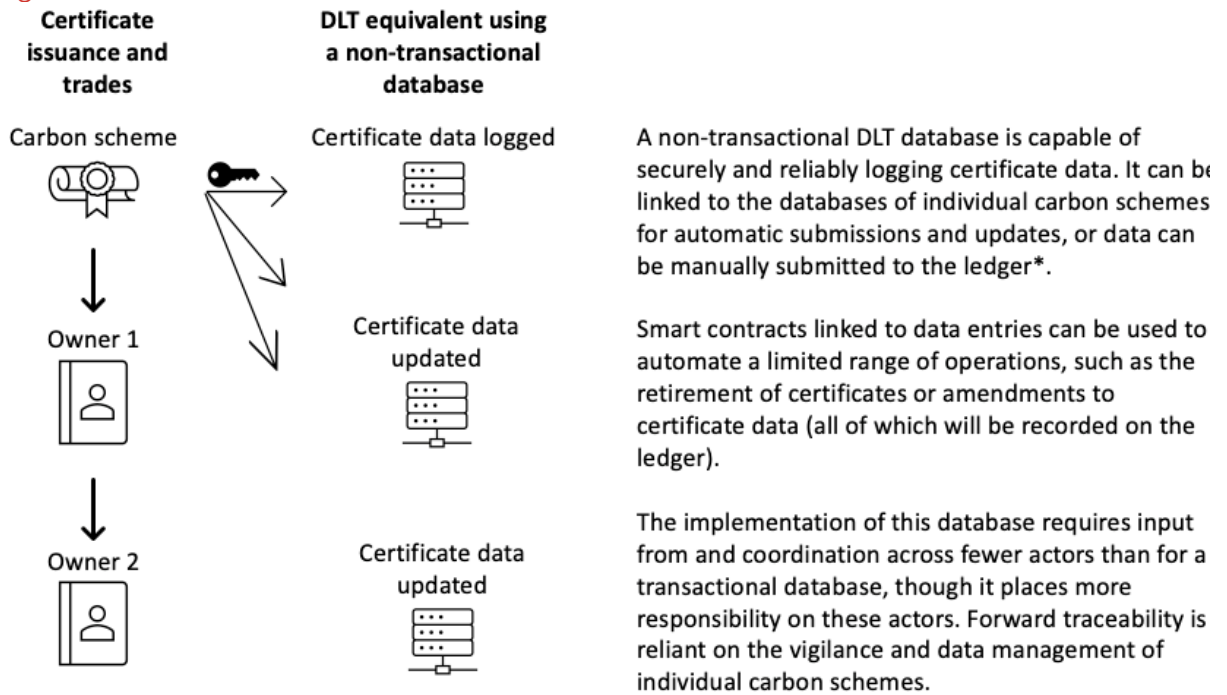 Certificate
issuance and
trades
DLT equivalent using
a non-transactional
database
Carbon scheme
Certificate data logged
A non-transactional DLT database is capable of
securely and reliably logging certificate data. It can be
linked to the databases of individual carbon schemes
for automatic submissions and updates, or data can
be manually submitted to the ledger*.
Owner 1
Certificate data
updated
Smart contracts linked to data entries can be used to
automate a limited range of operations, such as the
retirement of certificates or amendments to
certificate data (all of which will be recorded on the
ledger).
Owner 2
Certificate data
updated
The implementation of this database requires input
from and coordination across fewer actors than for a
transactional database, though it places more
responsibility on these actors. Forward traceability is
reliant on the vigilance and data management of
individual carbon schemes.